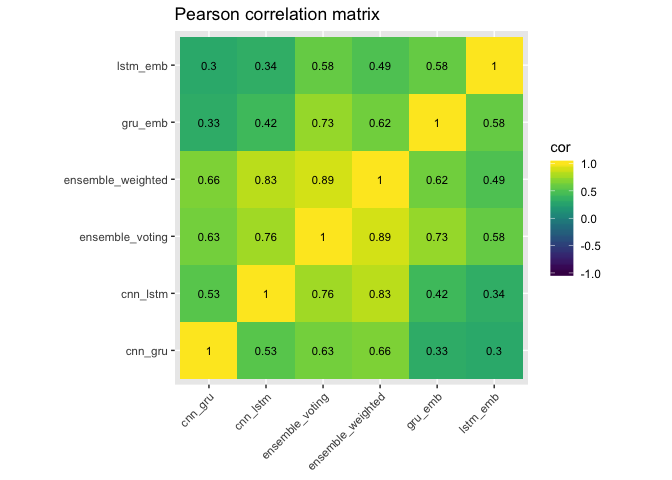 Pearson correlation matrix
lstm_emb 0.3 0.34 0.58 0.49 0.58 1
gru_emb 0.33 0.42 0.73 0.62 1 0.58
ensemble_weighted 0.66 0.83 0.89 1 0.62 0.49
ensemble_voting 0.63 0.76 1 0.89 0.73 0.58
cnn_lstm 0.53 1 0.76 0.83 0.42 0.34
cnn_gru 1 0.53 0.63 0.66 0.33 0.3
cnn_gru
cnn_lstm
ensemble_voting
ensemble_weighted
gru_emb
lstm_emb
cor
1.0
0.5
0.0
-0.5
-1.0